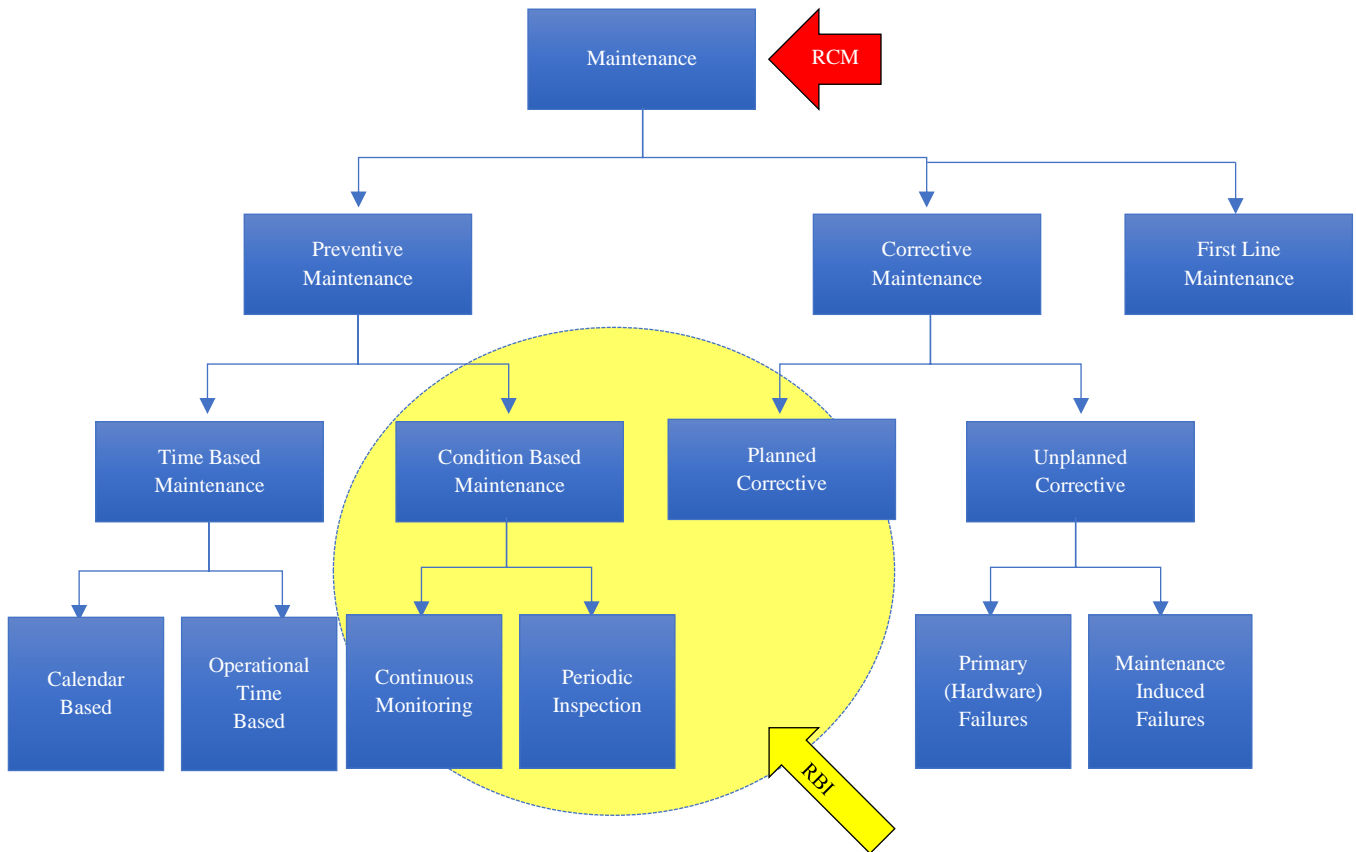 Maintenance
RCM
Preventive
Maintenance
Corrective
Maintenance
First Line
Maintenance
Time Based
Maintenance
Condition Based
Maintenance
Planned
Corrective
Unplanned
Corrective
Calendar
Based
Operational
Time
Based
Continuous
Monitoring
Periodic
Inspection
Primary
(Hardware)
Failures
Maintenance
Induced
Failures
RBI